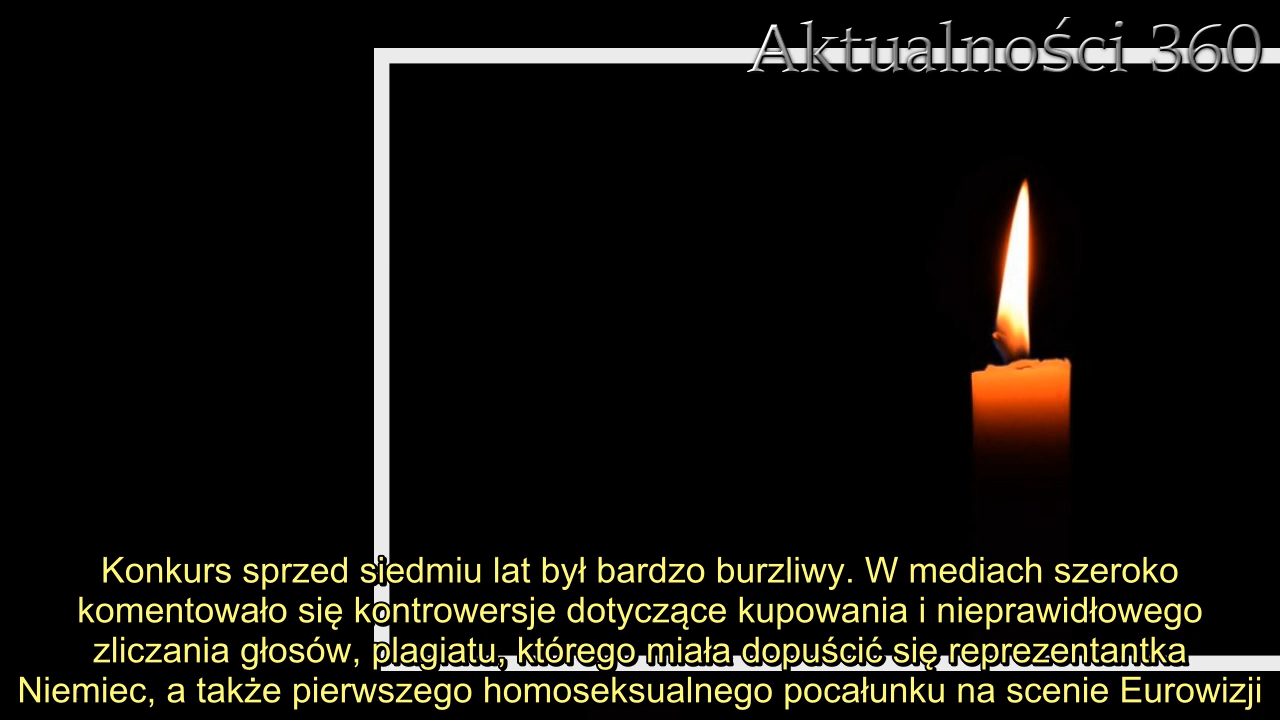 Aktualności 360
Konkurs sprzed siedmiu lat był bardzo burzliwy. W mediach szeroko
komentowało się kontrowersje dotyczące kupowania i nieprawidłowego
zliczania głosów, plagiatu, którego miała dopuścić się reprezentantka
Niemiec, a także pierwszego homoseksualnego pocałunku na scenie Eurowizji